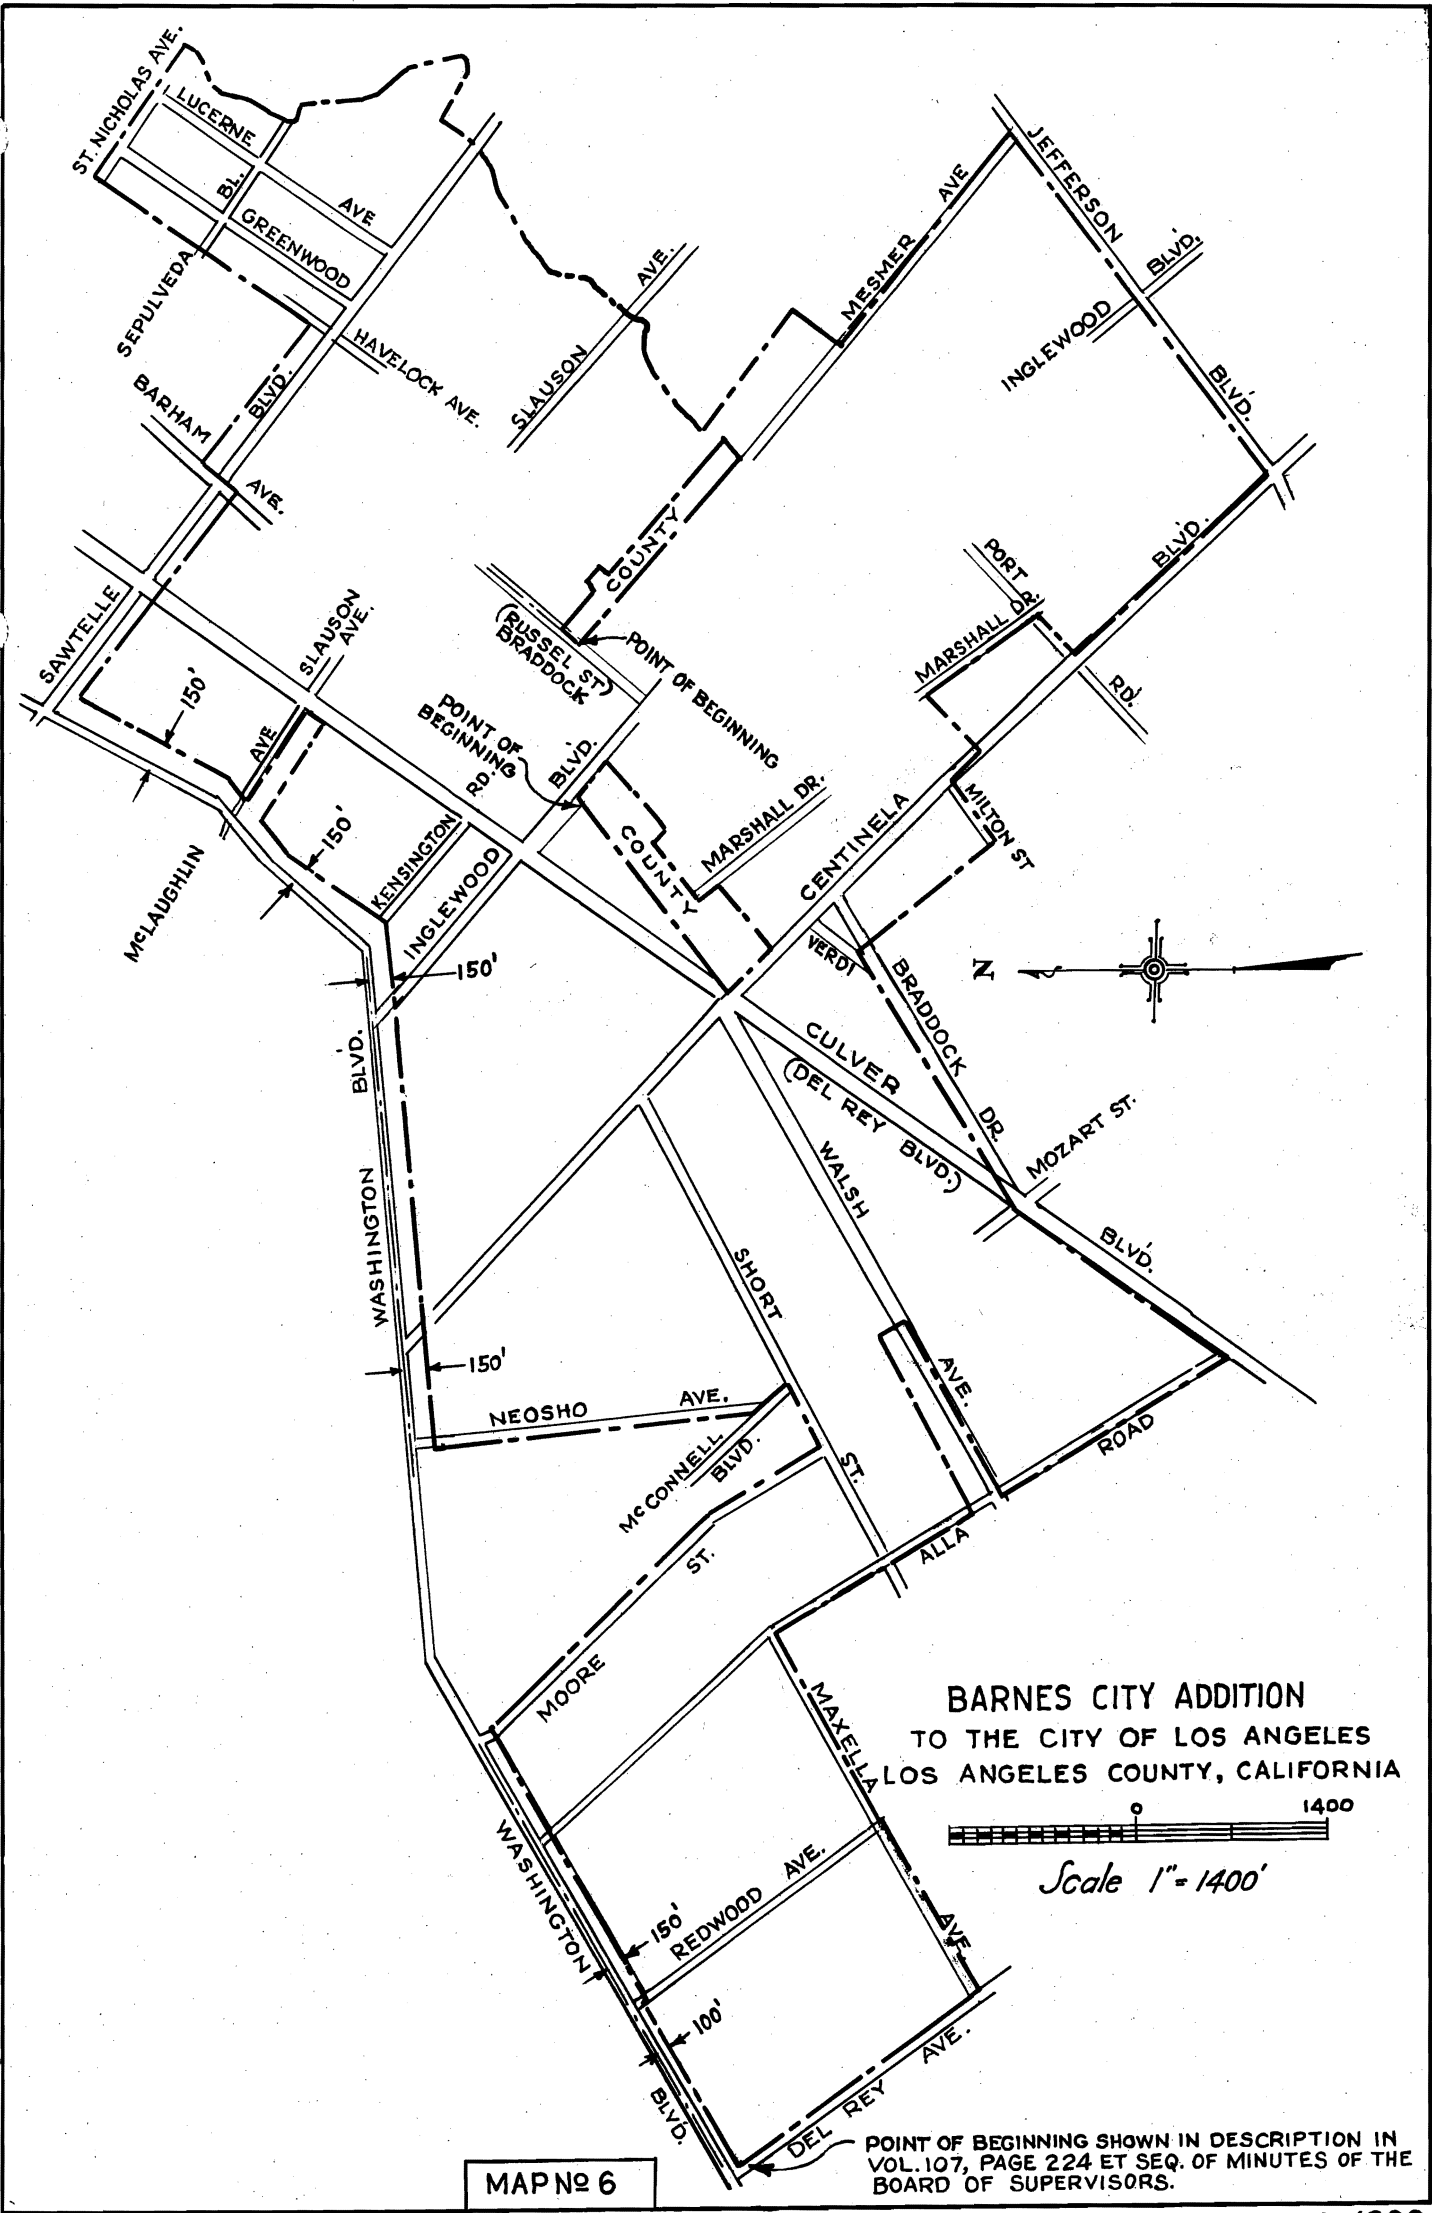 ST. NICHOLAS AVE.
LUCERNE
AVE
BL.
GREENWOOD
SEPULVEDA
HAVELOCK AVE.
BARHAM
AVE.
BLVD.
SLAUSON
AVE.
MESMER
AVE
JEFFERSON
BLVD.
INGLEWOOD
BLVD.
COUNTY
(RUSSEL ST)
BRADDOCK
POINT OF BEGINNING
PORT
RD.
MARSHALL DR.
BLVD.
SAWTELLE
150'
SLAUSON
AVE.
AVE
POINT OF
BEGINNING
RD.
BLVD.
COUNTY
MARSHALL DR.
CENTINELA
MILTON ST
McLAUGHLIN
150'
KENSINGTON
INGLEWOOD
150'
VERDI
BRADDOCK
DR.
N
CULVER
(DEL REY BLVD.)
MOZART ST.
BLVD.
BLVD.
WASHINGTON
WALSH
AVE.
SHORT
ST.
150'
NEOSHO AVE.
McCONNELL
BLVD.
ROAD
ALLA
MOORE
ST.
MAXELLA
AVE.
BARNES CITY ADDITION
TO THE CITY OF LOS ANGELES
LOS ANGELES COUNTY, CALIFORNIA
0 1400
Scale 1"=1400'
WASHINGTON
BLVD.
150'
REDWOOD AVE.
100'
DEL REY AVE.
POINT OF BEGINNING SHOWN IN DESCRIPTION IN
VOL.107, PAGE 224 ET SEQ. OF MINUTES OF THE
BOARD OF SUPERVISORS.
MAP No 6